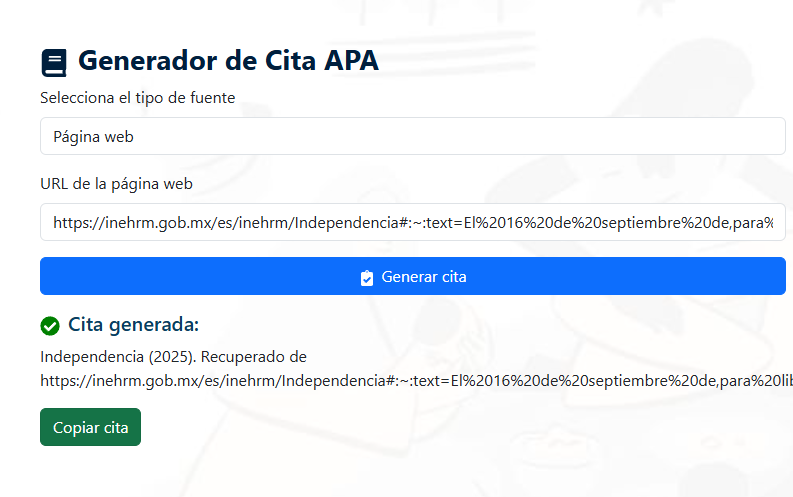 Generador de Cita APA
Selecciona el tipo de fuente
Página web
URL de la página web
https://inehrm.gob.mx/es/inehrm/Independencia#:~:text=El%2016%20de%20septiembre%20de,para%
Generar cita
Cita generada:
Independencia (2025). Recuperado de
https://inehrm.gob.mx/es/inehrm/Independencia#:~:text=El%2016%20de%20septiembre%20de,para%20lib
Copiar cita